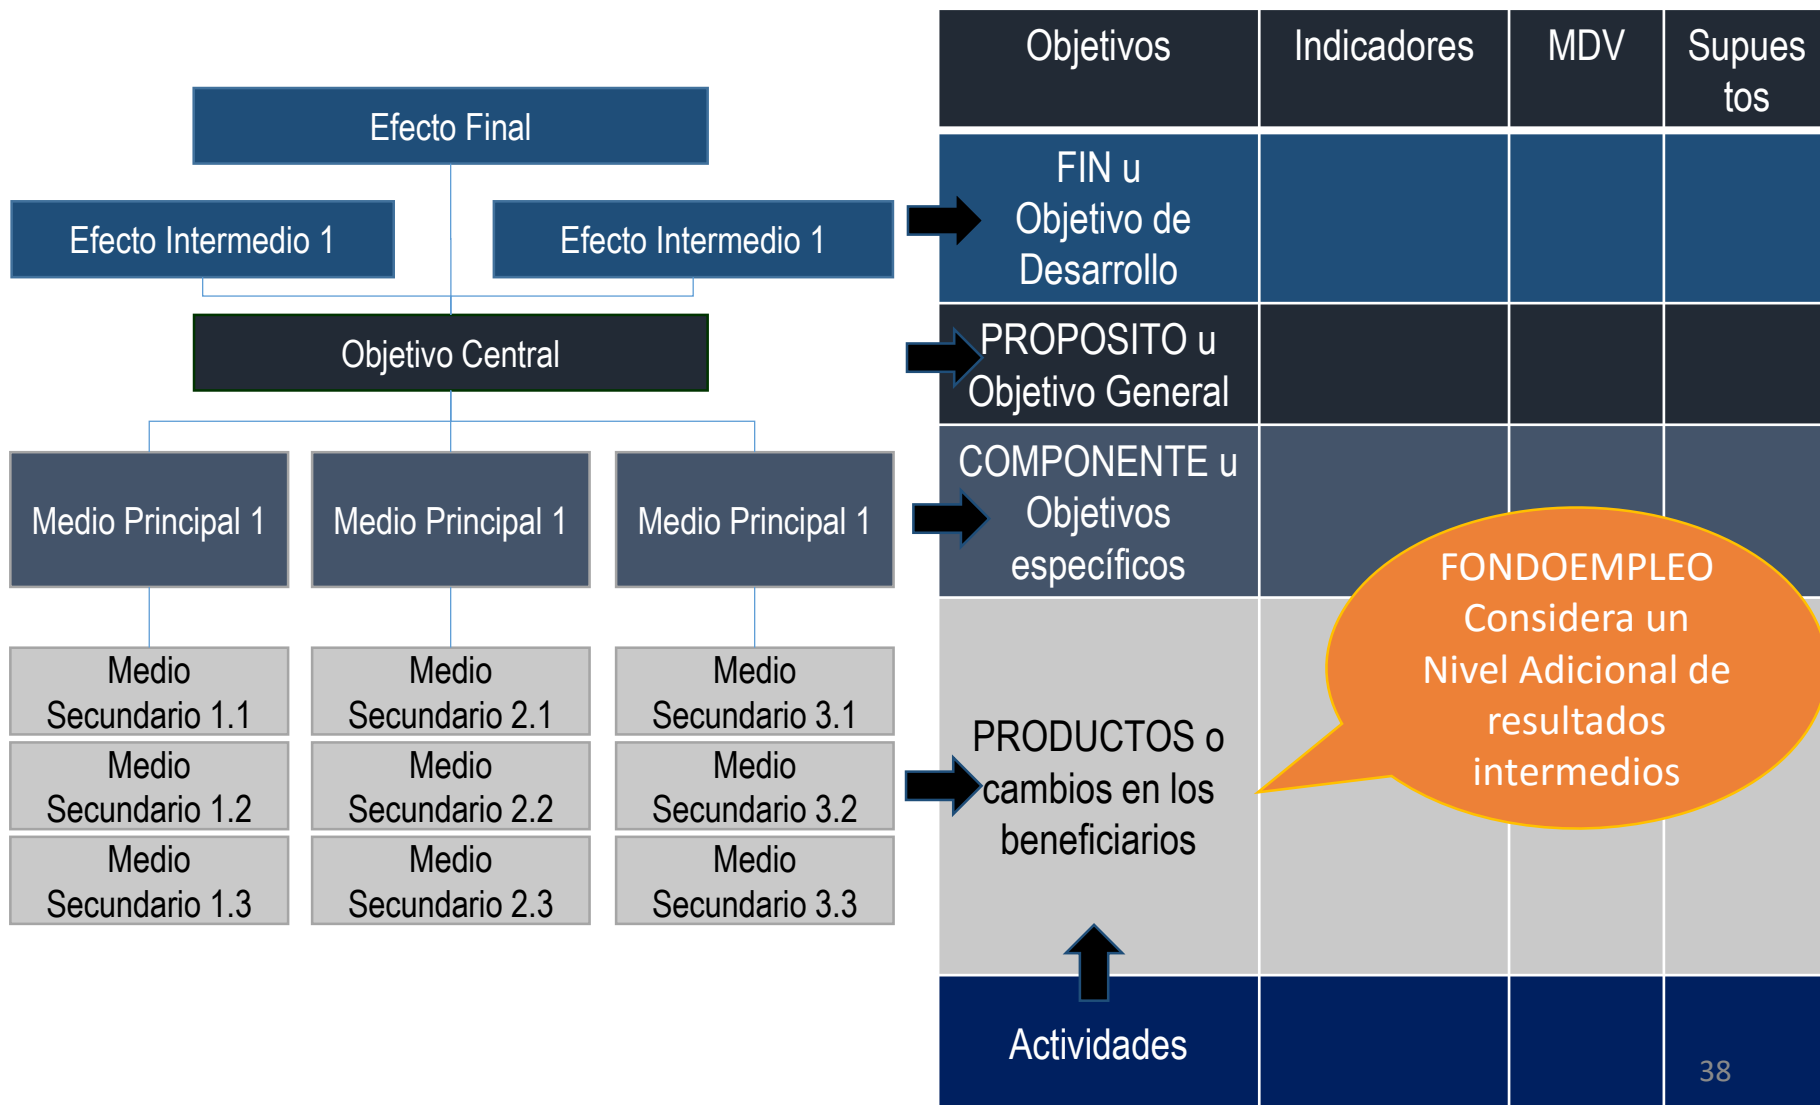 Efecto Final
Efecto Intermedio 1
Efecto Intermedio 1
Objetivo Central
Medio Principal 1
Medio Principal 1
Medio Principal 1
Medio
Secundario 1.1
Medio
Secundario 2.1
Medio
Secundario 3.1
Medio
Secundario 1.2
Medio
Secundario 2.2
Medio
Secundario 3.2
Medio
Secundario 1.3
Medio
Secundario 2.3
Medio
Secundario 3.3
Objetivos
Indicadores
MDV
Supues
tos
FIN u
Objetivo de
Desarrollo
PROPOSITO u
Objetivo General
COMPONENTE u
Objetivos
específicos
PRODUCTOS o
cambios en los
beneficiarios
FONDOEMPLEO
Considera un
Nivel Adicional de
resultados
intermedios
Actividades
38